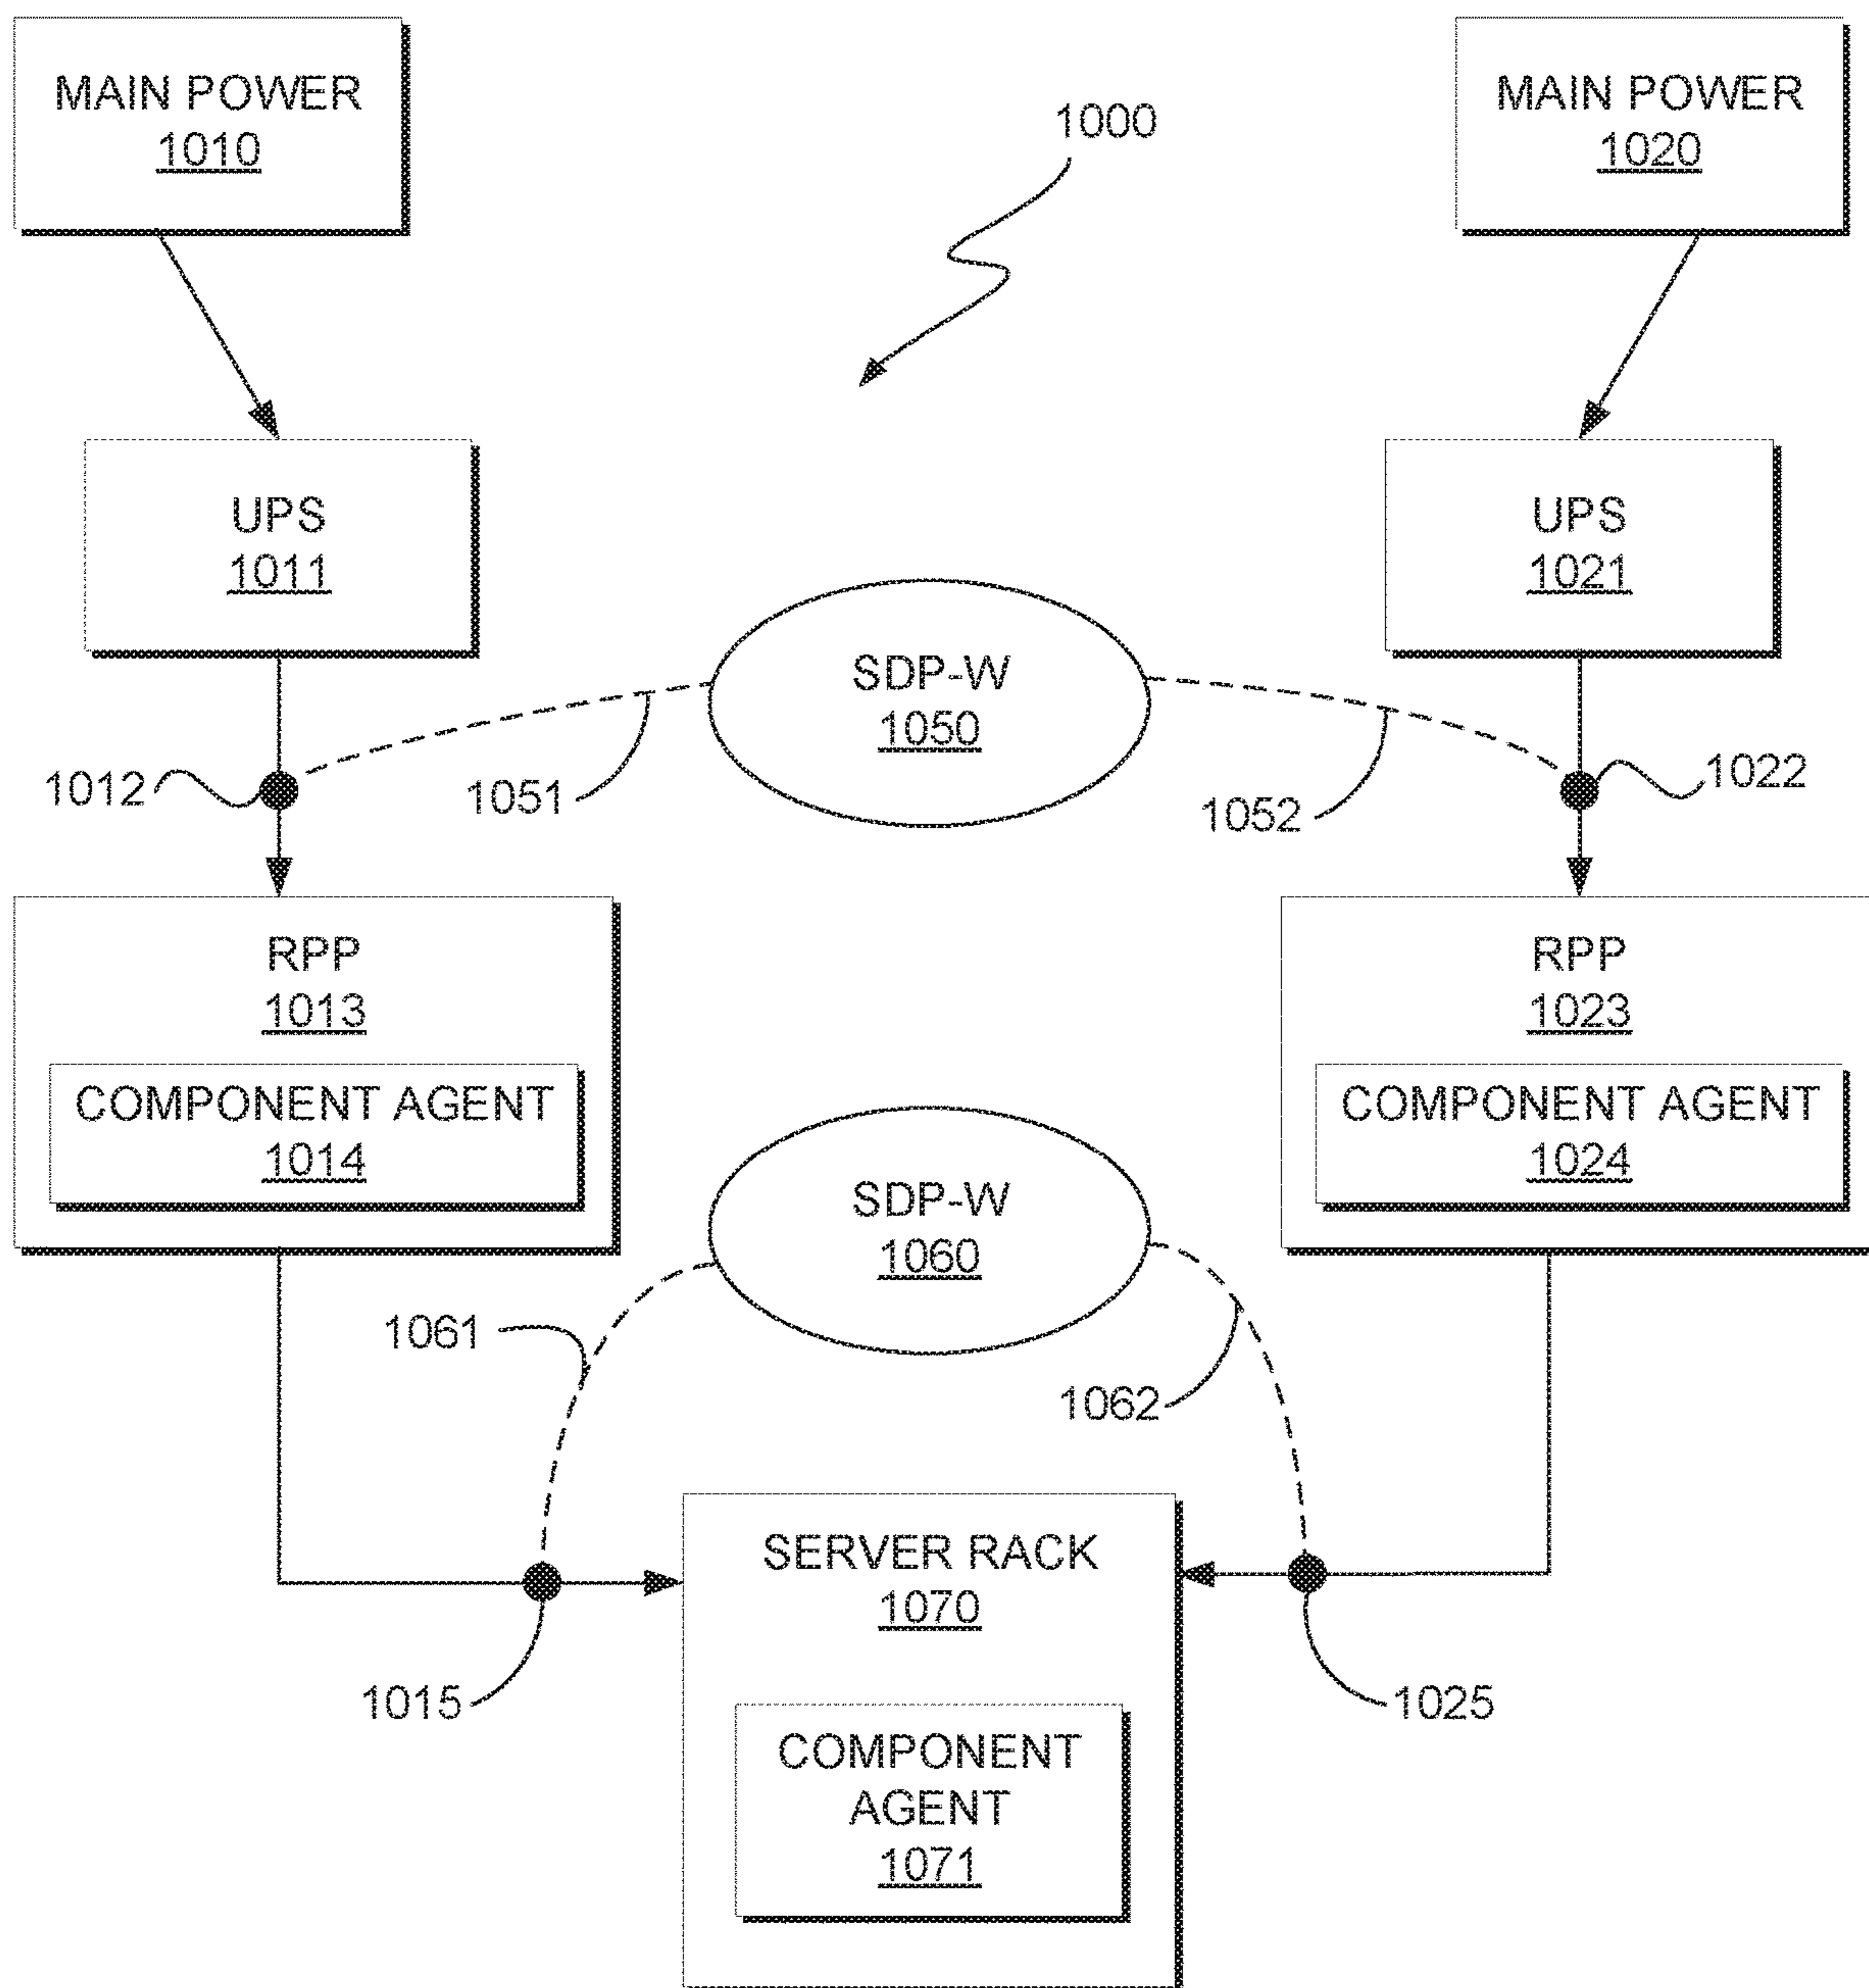 MAIN POWER
1010
1000
MAIN POWER
1020
UPS
1011
UPS
1021
SDP-W
1050
1012
1051
1052
1022
RPP
1013
COMPONENT AGENT
1014
RPP
1023
COMPONENT AGENT
1024
SDP-W
1060
1061
1062
SERVER RACK
1070
1015
1025
COMPONENT
AGENT
1071